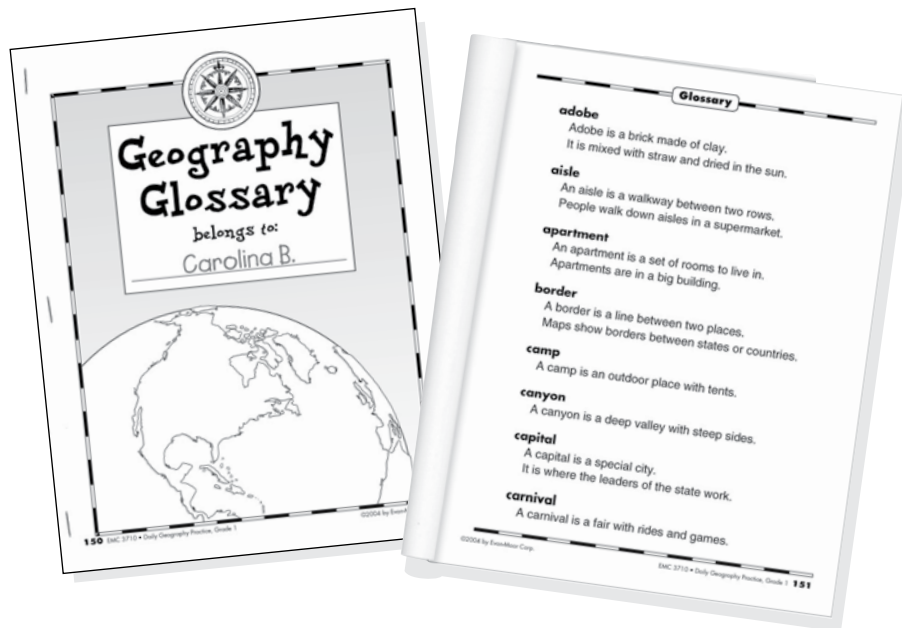 Geography
Glossary
belongs to:
Carolina B.
150 EMC 3710 • Daily Geography Practice, Grade 1
©2004 by Evan-Moor
Glossary
adobe
Adobe is a brick made of clay.
It is mixed with straw and dried in the sun.
aisle
An aisle is a walkway between two rows.
People walk down aisles in a supermarket.
apartment
An apartment is a set of rooms to live in.
Apartments are in a big building.
border
A border is a line between two places.
Maps show borders between states or countries.
camp
A camp is an outdoor place with tents.
canyon
A canyon is a deep valley with steep sides.
capital
A capital is a special city.
It is where the leaders of the state work.
carnival
A carnival is a fair with rides and games.
©2004 by Evan-Moor Corp.
EMC 3710 • Daily Geography Practice, Grade 1 151